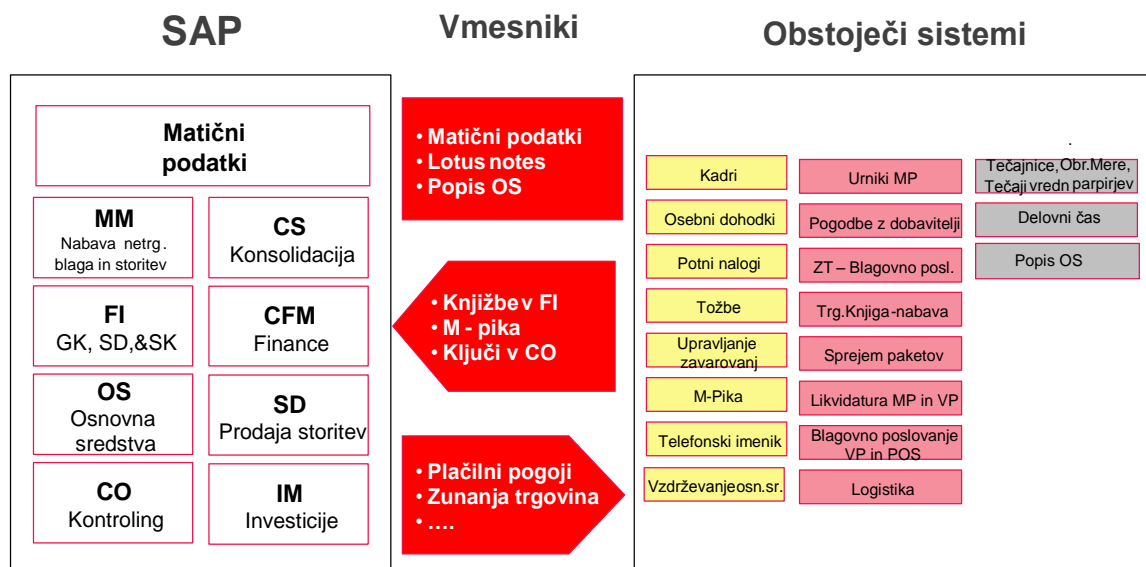 SAP
Vmesniki
Obstoječi sistemi
Matični
podatki
MM
Nabava netrg.
blaga in storitev
CS
Konsolidacija
FI
GK, SD,&SK
CFM
Finance
OS
Osnovna
sredstva
SD
Prodaja storitev
CO
Kontroling
IM
Investicije
• Matični podatki
• Lotus notes
• Popis OS
• Knjižbe v FI
• M - pika
• Ključi v CO
• Plačilni pogoji
• Zunanja trgovina
• ....
Kadri
Osebni dohodki
Potni nalogi
Tožbe
Upravljanje
zavarovanj
M-Pika
Telefonski imenik
Vzdrževanjeosn.sr.
Urniki MP
Pogodbe z dobavitelji
ZT – Blagovno posl.
Trg.Knjiga-nabava
Sprejem paketov
Likvidatura MP in VP
Blagovno poslovanje
VP in POS
Logistika
.
Tečajnice,Obr.Mere,
Tečaji vredn parpirjev
Delovni čas
Popis OS